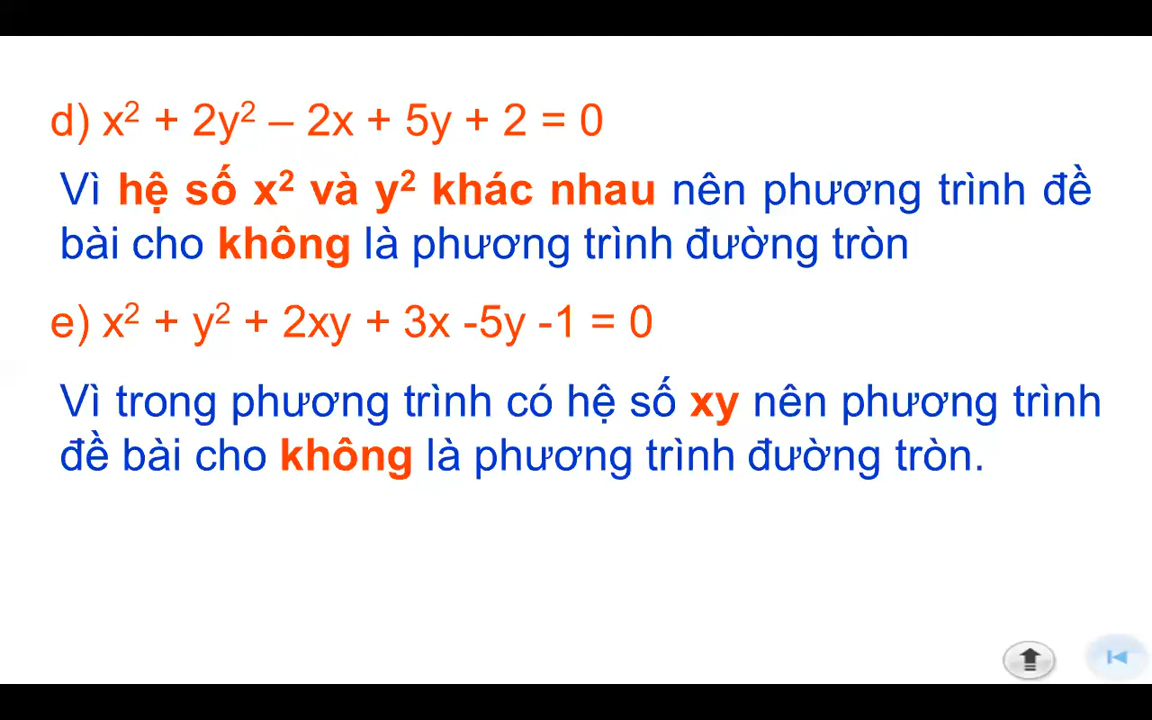 d) x² + 2y² – 2x + 5y + 2 = 0
Vì hệ số x² và y² khác nhau nên phương trình đề
bài cho không là phương trình đường tròn
e) x² + y² + 2xy + 3x -5y -1 = 0
Vì trong phương trình có hệ số xy nên phương trình
đề bài cho không là phương trình đường tròn.